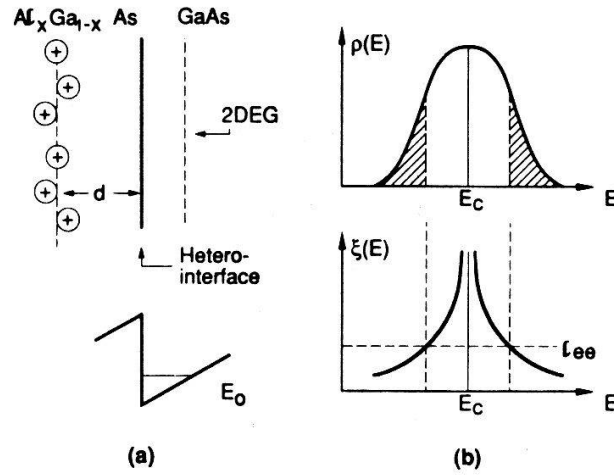 AlxGa1-x As GaAs
+
+
+
2DEG
+
+
d
+
Hetero-
interface
E0
(a)
ρ(E)
EC
E
ξ(E)
lee
EC
E
(b)